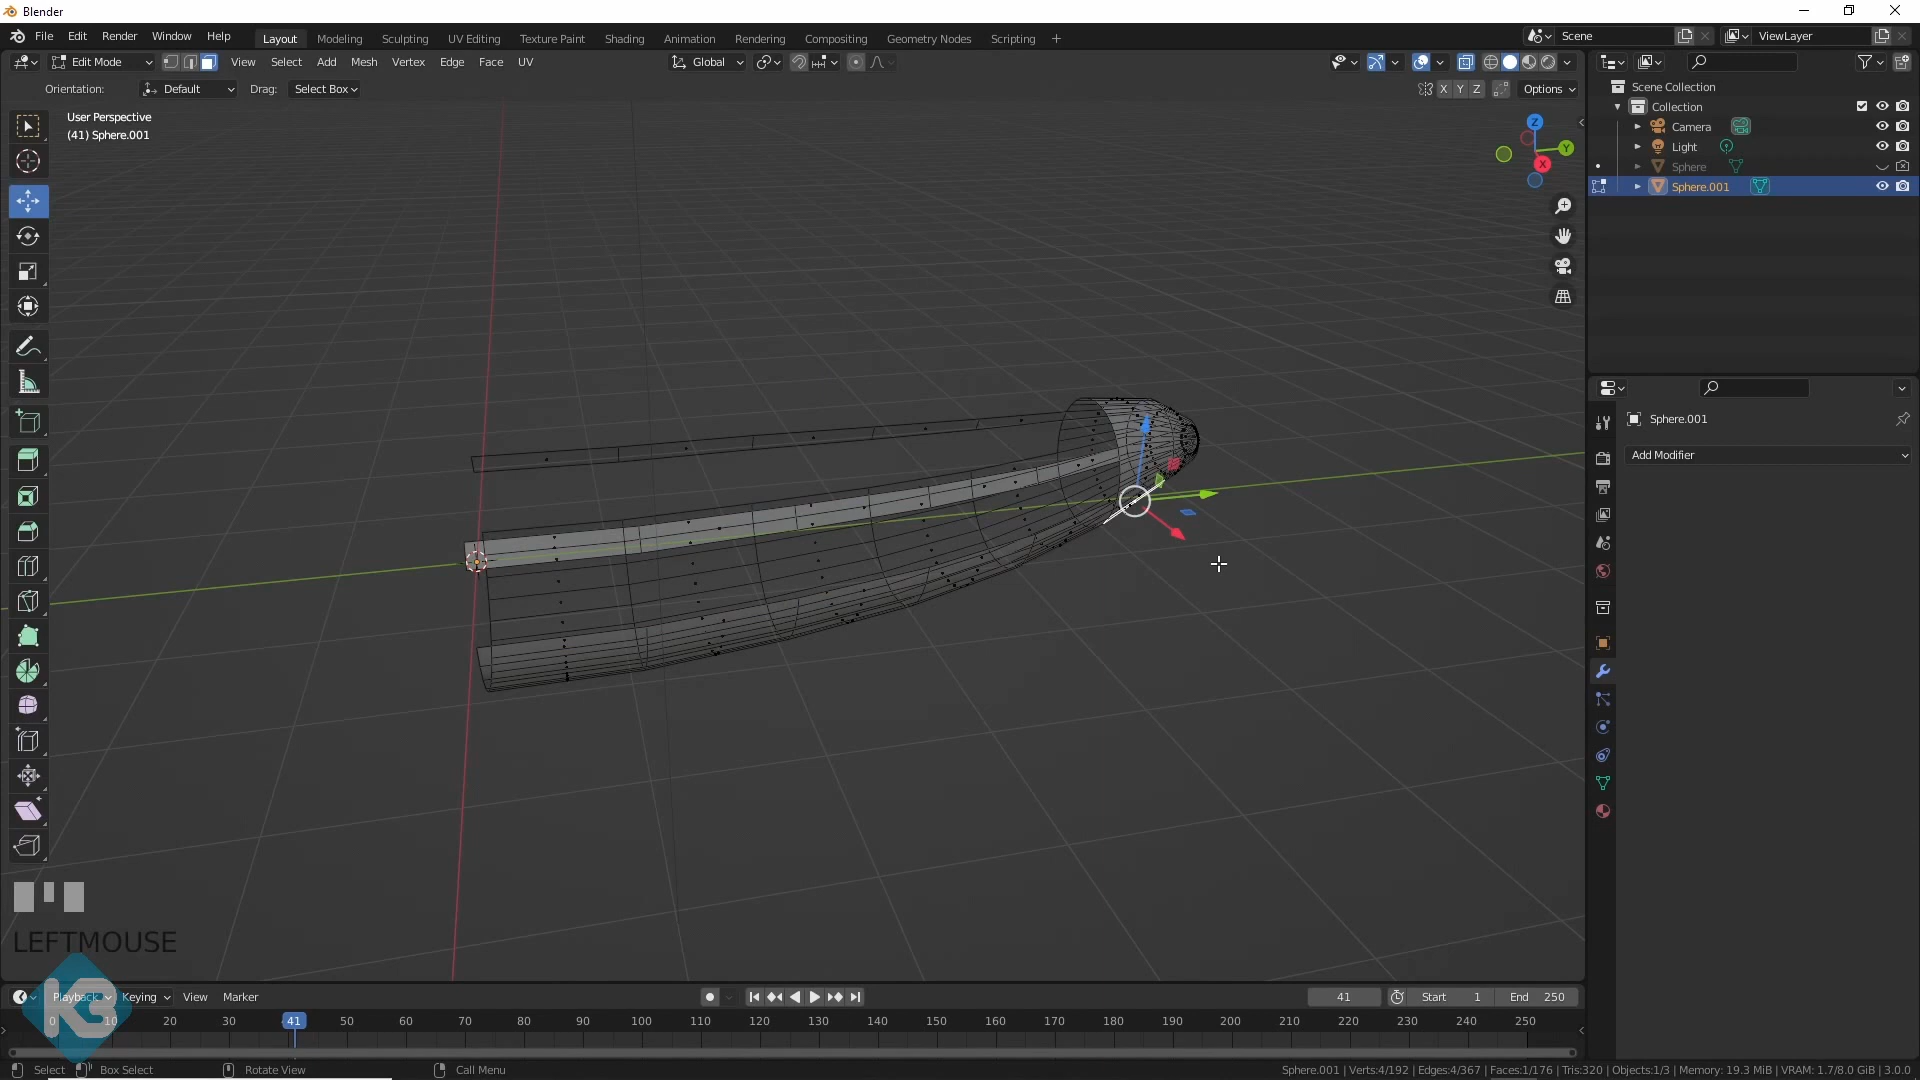 Blender
File Edit Render Window Help Layout Modeling Sculpting UV Editing Texture Paint Shading Animation Rendering Compositing Geometry Nodes Scripting + Scene ViewLayer
Edit Mode View Select Add Mesh Vertex Edge Face UV Global
Orientation: Default Drag: Select Box X Y Z Options
User Perspective
(41) Sphere.001
Z
Y
X
Scene Collection
Collection
Camera
Light
Sphere
Sphere.001
Sphere.001
Add Modifier
LEFTMOUSE
K3
Playback Keying View Marker 41 Start 1 End 250
0 10 20 30 41 50 60 70 80 90 100 110 120 130 140 150 160 170 180 190 200 210 220 230 240 250
Select Box Select Rotate View Call Menu Sphere.001 | Verts:4/192 | Edges:4/367 | Faces:1/176 | Tris:320 | Objects:1/3 | Memory: 19.3 MiB | VRAM: 1.7/8.0 GiB | 3.0.0